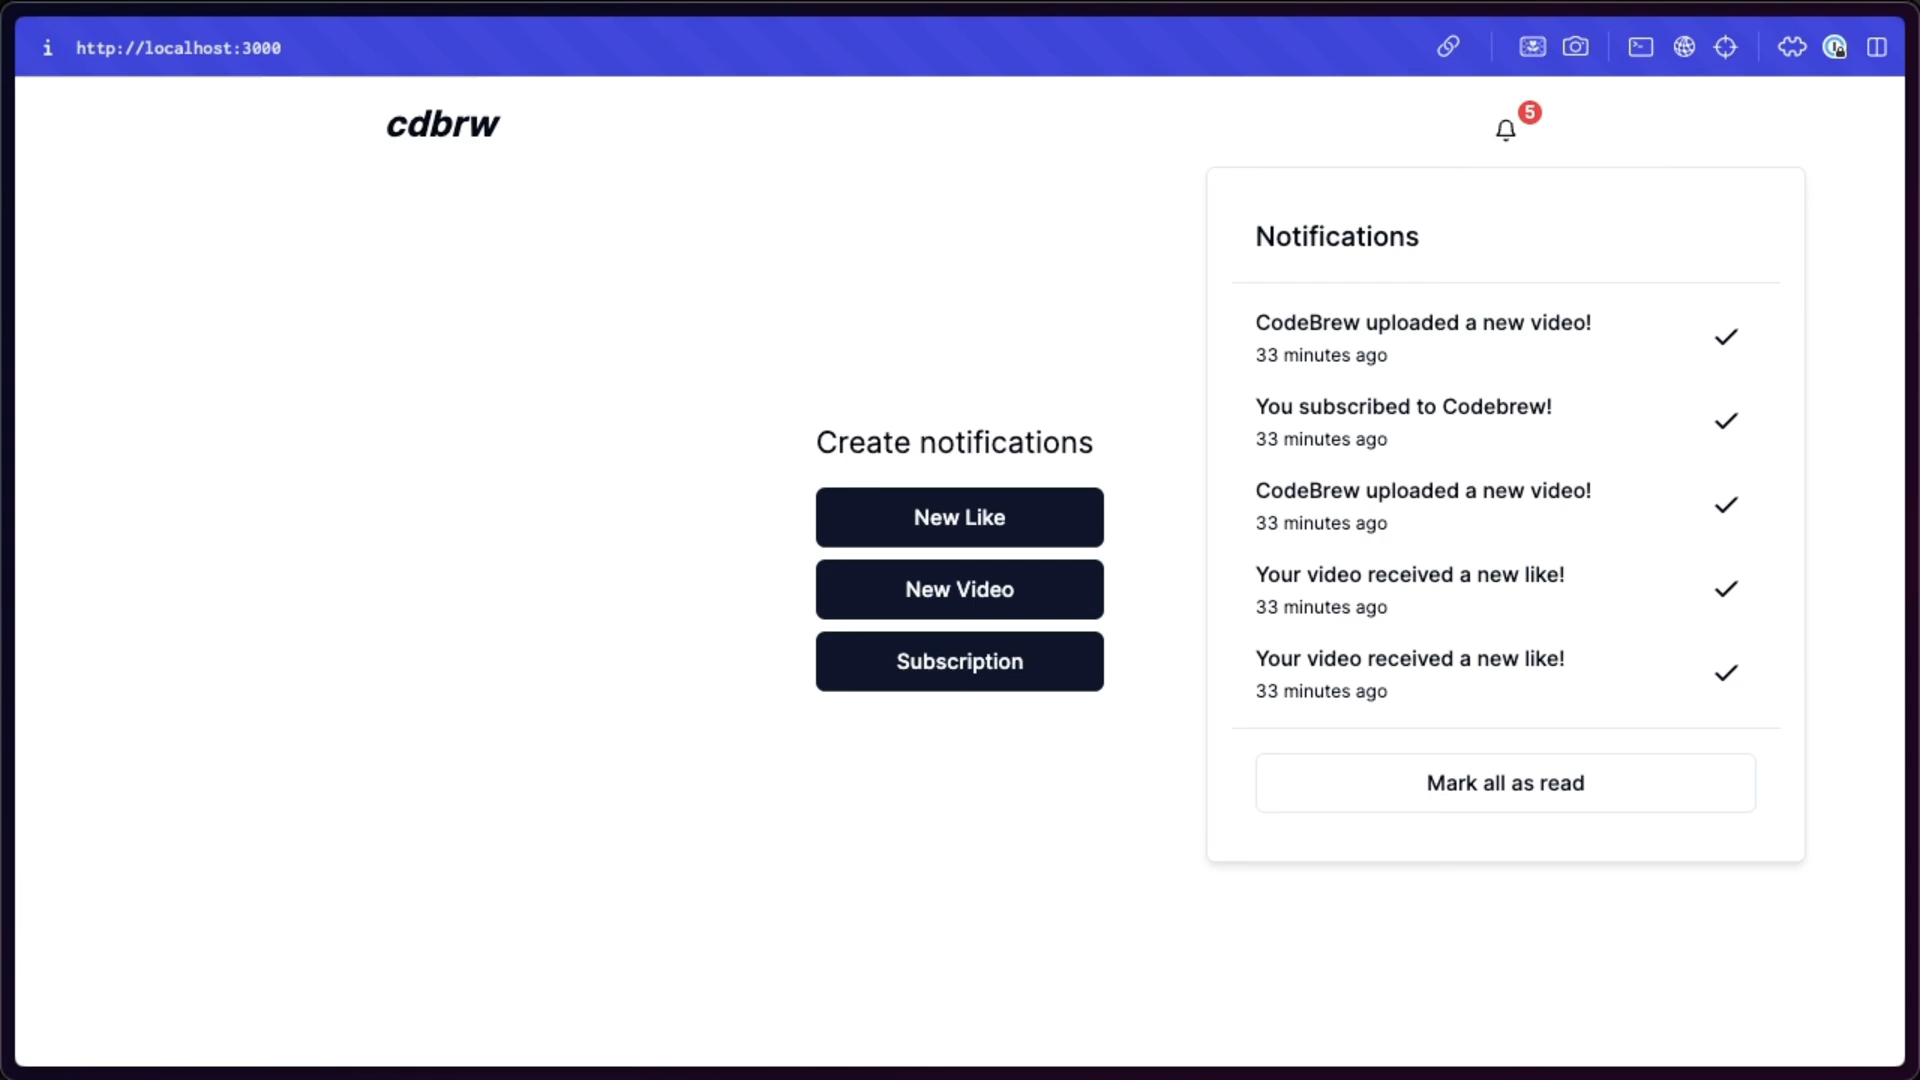 i http://localhost:3000
cdbrw
5
Notifications
CodeBrew uploaded a new video!
33 minutes ago
You subscribed to Codebrew!
33 minutes ago
CodeBrew uploaded a new video!
33 minutes ago
Your video received a new like!
33 minutes ago
Your video received a new like!
33 minutes ago
Mark all as read
Create notifications
New Like
New Video
Subscription